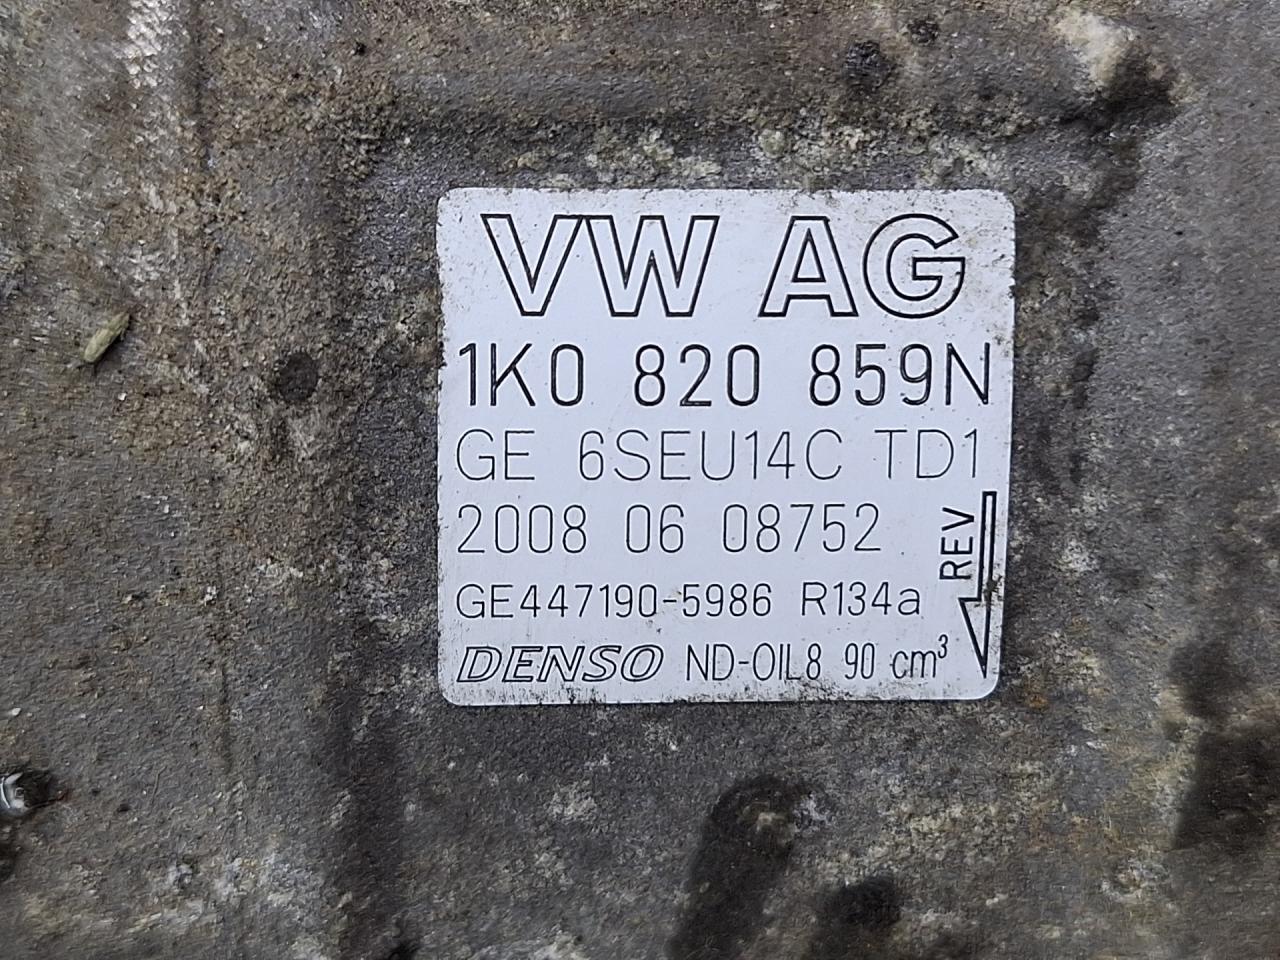 VW AG
1K0 820 859N
GE 6SEU14C TD1
2008 06 08752
REV
GE447190-5986 R134a
DENSO ND-OIL8 90 cm³